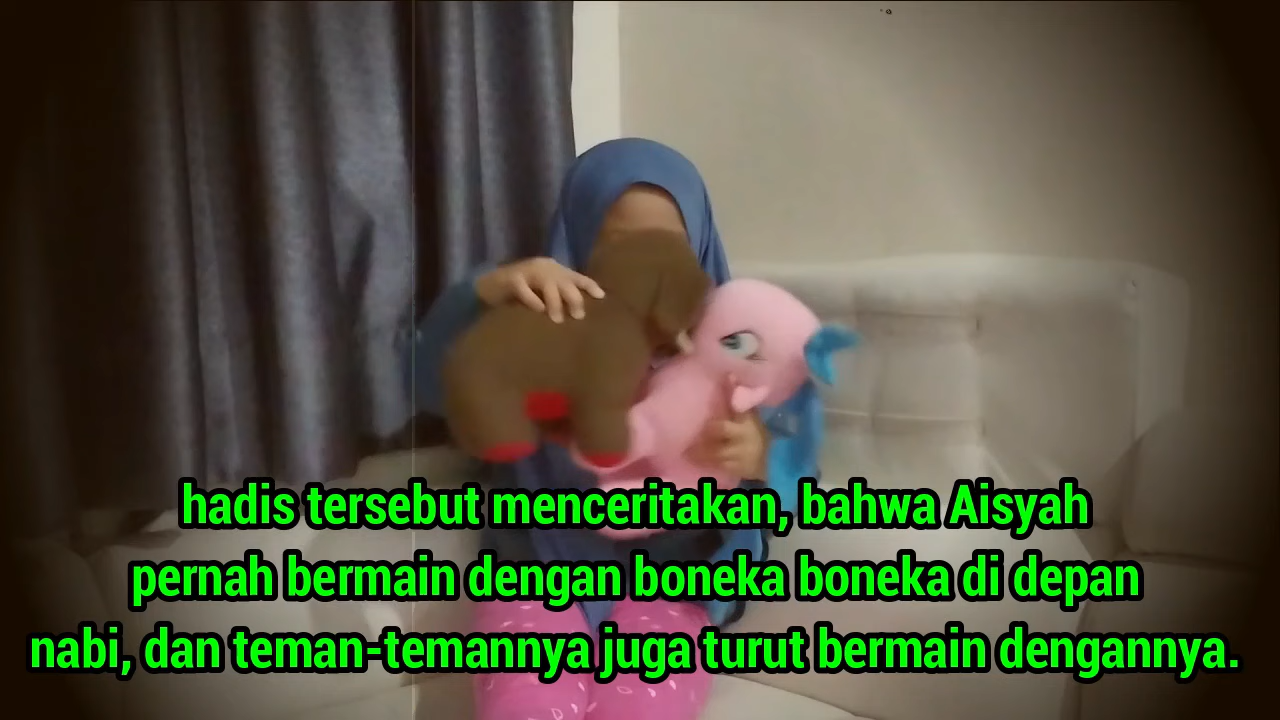 hadis tersebut menceritakan, bahwa Aisyah
pernah bermain dengan boneka boneka di depan
nabi, dan teman-temannya juga turut bermain dengannya.